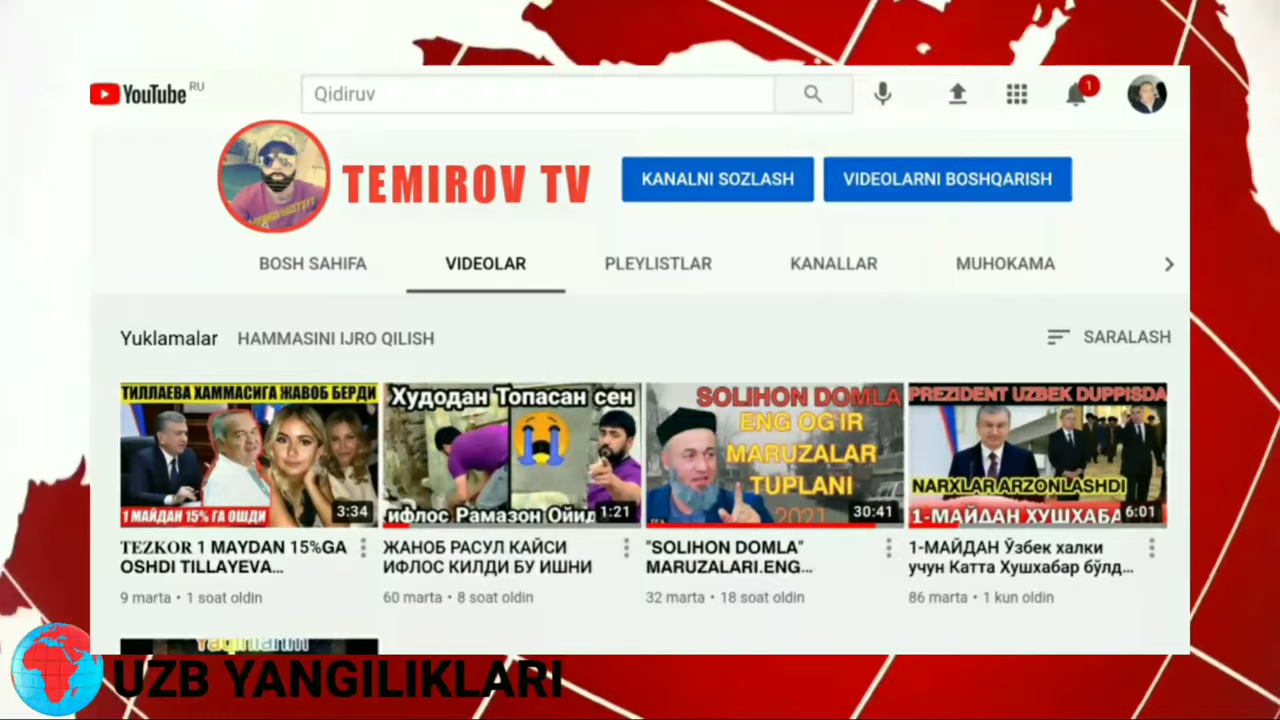 YouTube RU
Qidiruv
1
TEMIROV TV
KANALNI SOZLASH
VIDEOLARNI BOSHQARISH
BOSH SAHIFA
VIDEOLAR
PLEYLISTLAR
KANALLAR
MUHOKAMA
Yuklamalar
HAMMASINI IJRO QILISH
SARALASH
ТИЛЛАЕВА ХАММАСИГА ЖАВОБ БЕРДИ
1 МАЙДАН 15% ГА ОШДИ
3:34
TEZKOR 1 MAYDAN 15%GA
OSHDI TILLAYEVA...
9 marta • 1 soat oldin
Худодан Топасан сен
ифлос Рамазон Ойид
1:21
ЖАНОБ РАСУЛ КАЙСИ
ИФЛОС КИЛДИ БУ ИШНИ
60 marta • 8 soat oldin
SOLIHON DOMLA
ENG OG'IR
MARUZALAR
TUPLANI
2021
30:41
"SOLIHON DOMLA"
MARUZALARI.ENG...
32 marta • 18 soat oldin
PREZIDENT UZBEK DUPPISDA
NARXLAR ARZONLASHDI
1-МАЙДАН ХУШХАБА
6:01
1-МАЙДАН Ўзбек халки
учун Катта Хушхабар бўлд...
86 marta • 1 kun oldin
UZB YANGILIKLARI